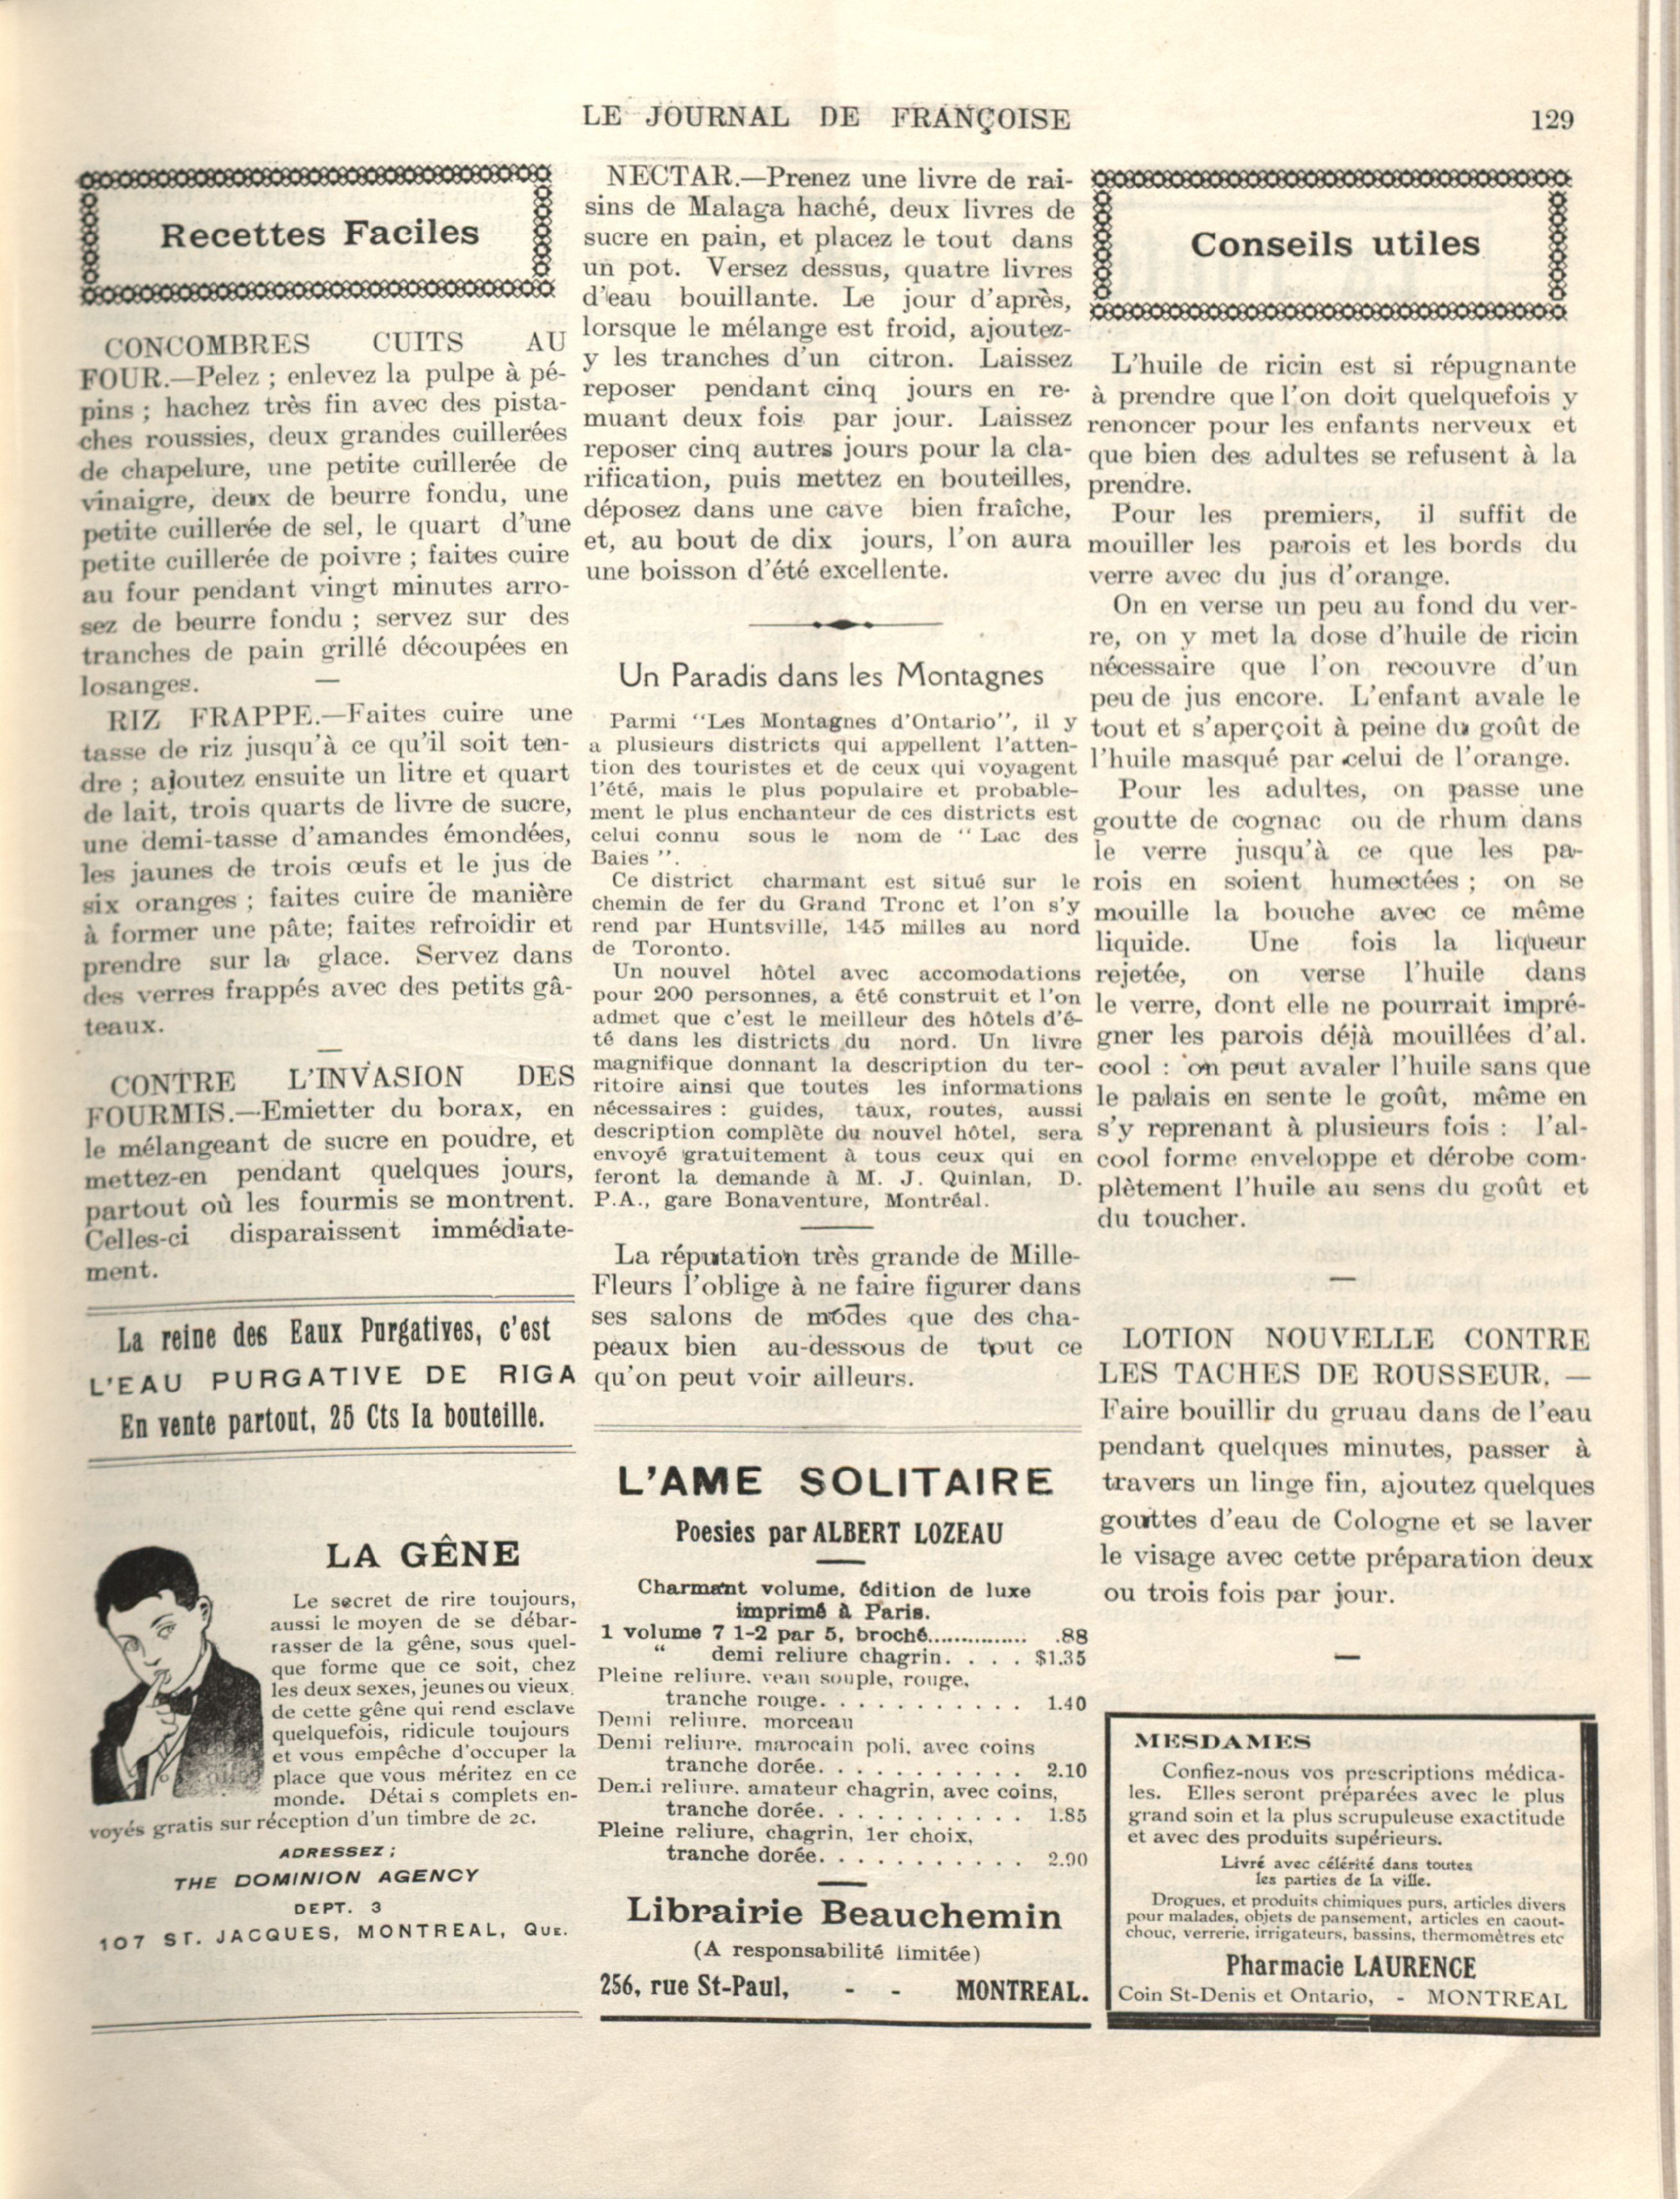 LE JOURNAL DE FRANÇOISE
129
Recettes Faciles
CONCOMBRES CUITS AU
FOUR.—Pelez ; enlevez la pulpe à pé-
pins ; hachez très fin avec des pista-
ches roussies, deux grandes cuillerées
de chapelure, une petite cuillerée de
vinaigre, deux de beurre fondu, une
petite cuillerée de sel, le quart d'une
petite cuillerée de poivre ; faites cuire
au four pendant vingt minutes arro-
sez de beurre fondu ; servez sur des
tranches de pain grillé découpées en
losanges.
RIZ FRAPPE.—Faites cuire une
tasse de riz jusqu'à ce qu'il soit ten-
dre ; ajoutez ensuite un litre et quart
de lait, trois quarts de livre de sucre,
une demi-tasse d'amandes émondées,
les jaunes de trois œufs et le jus de
six oranges ; faites cuire de manière
à former une pâte; faites refroidir et
prendre sur la glace. Servez dans
des verres frappés avec des petits gâ-
teaux.
CONTRE L'INVASION DES
FOURMIS.—Emietter du borax, en
le mélangeant de sucre en poudre, et
mettez-en pendant quelques jours,
partout où les fourmis se montrent.
Celles-ci disparaissent immédiate-
ment.
La reine des Eaux Purgatives, c'est
L'EAU PURGATIVE DE RIGA
En vente partout, 25 Cts la bouteille.
LA GÊNE
Le secret de rire toujours,
aussi le moyen de se débar-
rasser de la gêne, sous quel-
que forme que ce soit, chez
les deux sexes, jeunes ou vieux,
de cette gêne qui rend esclave
quelquefois, ridicule toujours
et vous empêche d'occuper la
place que vous méritez en ce
monde. Détai s complets en-
voyés gratis sur réception d'un timbre de 2c.
ADRESSEZ ;
THE DOMINION AGENCY
DEPT. 3
107 ST. JACQUES, MONTREAL, QUE.
NECTAR.—Prenez une livre de rai-
sins de Malaga haché, deux livres de
sucre en pain, et placez le tout dans
un pot. Versez dessus, quatre livres
d'eau bouillante. Le jour d'après,
lorsque le mélange est froid, ajoutez-
y les tranches d'un citron. Laissez
reposer pendant cinq jours en re-
muant deux fois par jour. Laissez
reposer cinq autres jours pour la cla-
rification, puis mettez en bouteilles,
déposez dans une cave bien fraîche,
et, au bout de dix jours, l'on aura
une boisson d'été excellente.
Un Paradis dans les Montagnes
Parmi "Les Montagnes d'Ontario", il y
a plusieurs districts qui appellent l'atten-
tion des touristes et de ceux qui voyagent
l'été, mais le plus populaire et probable-
ment le plus enchanteur de ces districts est
celui connu sous le nom de " Lac des
Baies ".
Ce district charmant est situé sur le
chemin de fer du Grand Tronc et l'on s'y
rend par Huntsville, 145 milles au nord
de Toronto.
Un nouvel hôtel avec accomodations
pour 200 personnes, a été construit et l'on
admet que c'est le meilleur des hôtels d'é-
té dans les districts du nord. Un livre
magnifique donnant la description du ter-
ritoire ainsi que toutes les informations
nécessaires : guides, taux, routes, aussi
description complète du nouvel hôtel, sera
envoyé gratuitement à tous ceux qui en
feront la demande à M. J. Quinlan, D.
P.A., gare Bonaventure, Montréal.
La réputation très grande de Mille-
Fleurs l'oblige à ne faire figurer dans
ses salons de modes que des cha-
peaux bien au-dessous de tout ce
qu'on peut voir ailleurs.
L'AME SOLITAIRE
Poesies par ALBERT LOZEAU
Charmant volume, édition de luxe
imprimé à Paris.
1 volume 7 1-2 par 5, broché............... .88
" demi reliure chagrin. . . . $1.35
Pleine reliure, veau souple, rouge,
tranche rouge. . . . . . . . . . 1.40
Demi reliure, morceau
Demi reliure, marocain poli, avec coins
tranche dorée. . . . . . . . . . 2.10
Demi reliure, amateur chagrin, avec coins,
tranche dorée. . . . . . . . . . 1.85
Pleine reliure, chagrin, 1er choix,
tranche dorée. . . . . . . . . . 2.90
Librairie Beauchemin
(A responsabilité limitée)
256, rue St-Paul, - - MONTREAL.
Conseils utiles
L'huile de ricin est si répugnante
à prendre que l'on doit quelquefois y
renoncer pour les enfants nerveux et
que bien des adultes se refusent à la
prendre.
Pour les premiers, il suffit de
mouiller les parois et les bords du
verre avec du jus d'orange.
On en verse un peu au fond du ver-
re, on y met la dose d'huile de ricin
nécessaire que l'on recouvre d'un
peu de jus encore. L'enfant avale le
tout et s'aperçoit à peine du goût de
l'huile masqué par celui de l'orange.
Pour les adultes, on passe une
goutte de cognac ou de rhum dans
le verre jusqu'à ce que les pa-
rois en soient humectées ; on se
mouille la bouche avec ce même
liquide. Une fois la liqueur
rejetée, on verse l'huile dans
le verre, dont elle ne pourrait impré-
gner les parois déjà mouillées d'al.
cool : on peut avaler l'huile sans que
le palais en sente le goût, même en
s'y reprenant à plusieurs fois : l'al-
cool forme enveloppe et dérobe com-
plètement l'huile au sens du goût et
du toucher.
LOTION NOUVELLE CONTRE
LES TACHES DE ROUSSEUR. —
Faire bouillir du gruau dans de l'eau
pendant quelques minutes, passer à
travers un linge fin, ajoutez quelques
gouttes d'eau de Cologne et se laver
le visage avec cette préparation deux
ou trois fois par jour.
MESDAMES
Confiez-nous vos prescriptions médica-
les. Elles seront préparées avec le plus
grand soin et la plus scrupuleuse exactitude
et avec des produits supérieurs.
Livré avec célérité dans toutes
les parties de la ville.
Drogues, et produits chimiques purs, articles divers
pour malades, objets de pansement, articles en caout-
chouc, verrerie, irrigateurs, bassins, thermomètres etc
Pharmacie LAURENCE
Coin St-Denis et Ontario, - MONTREAL